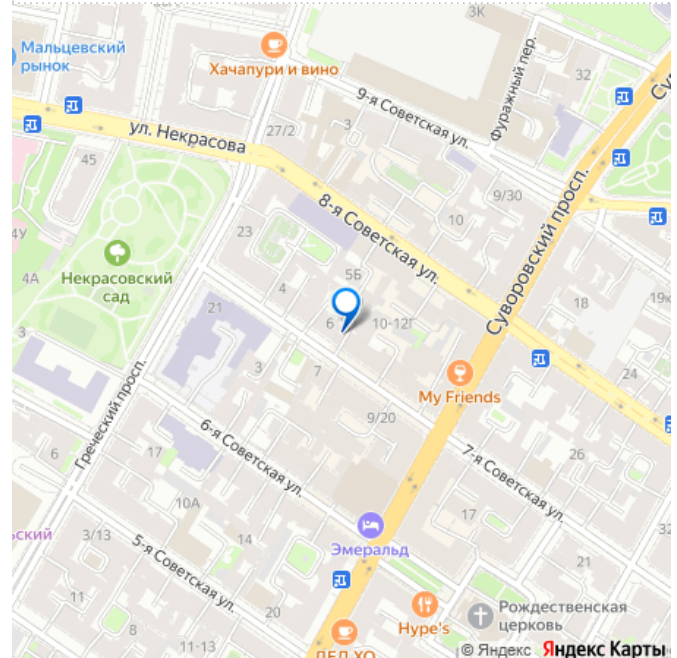 3К
Мальцевский
рынок
Хачапури и вино
Фуражный пер.
32
9-я Советская ул.
3
27/2
ул. Некрасова
45
9/30
10
8-я Советская ул.
Суворовский просп.
23
4У
4А
Некрасовский
сад
5Б
4
18
19к
21
6
10-12Г
3
3
7
My Friends
24
9/20
Греческий просп.
6-я Советская ул.
7-я Советская ул.
6
17
26
10А
17
ьский
3/13
14
Эмеральд
5-я Советская ул.
21
11
8
20
Hype's
Рождественская
церковь
11-13
© Яндекс Яндекс Карты